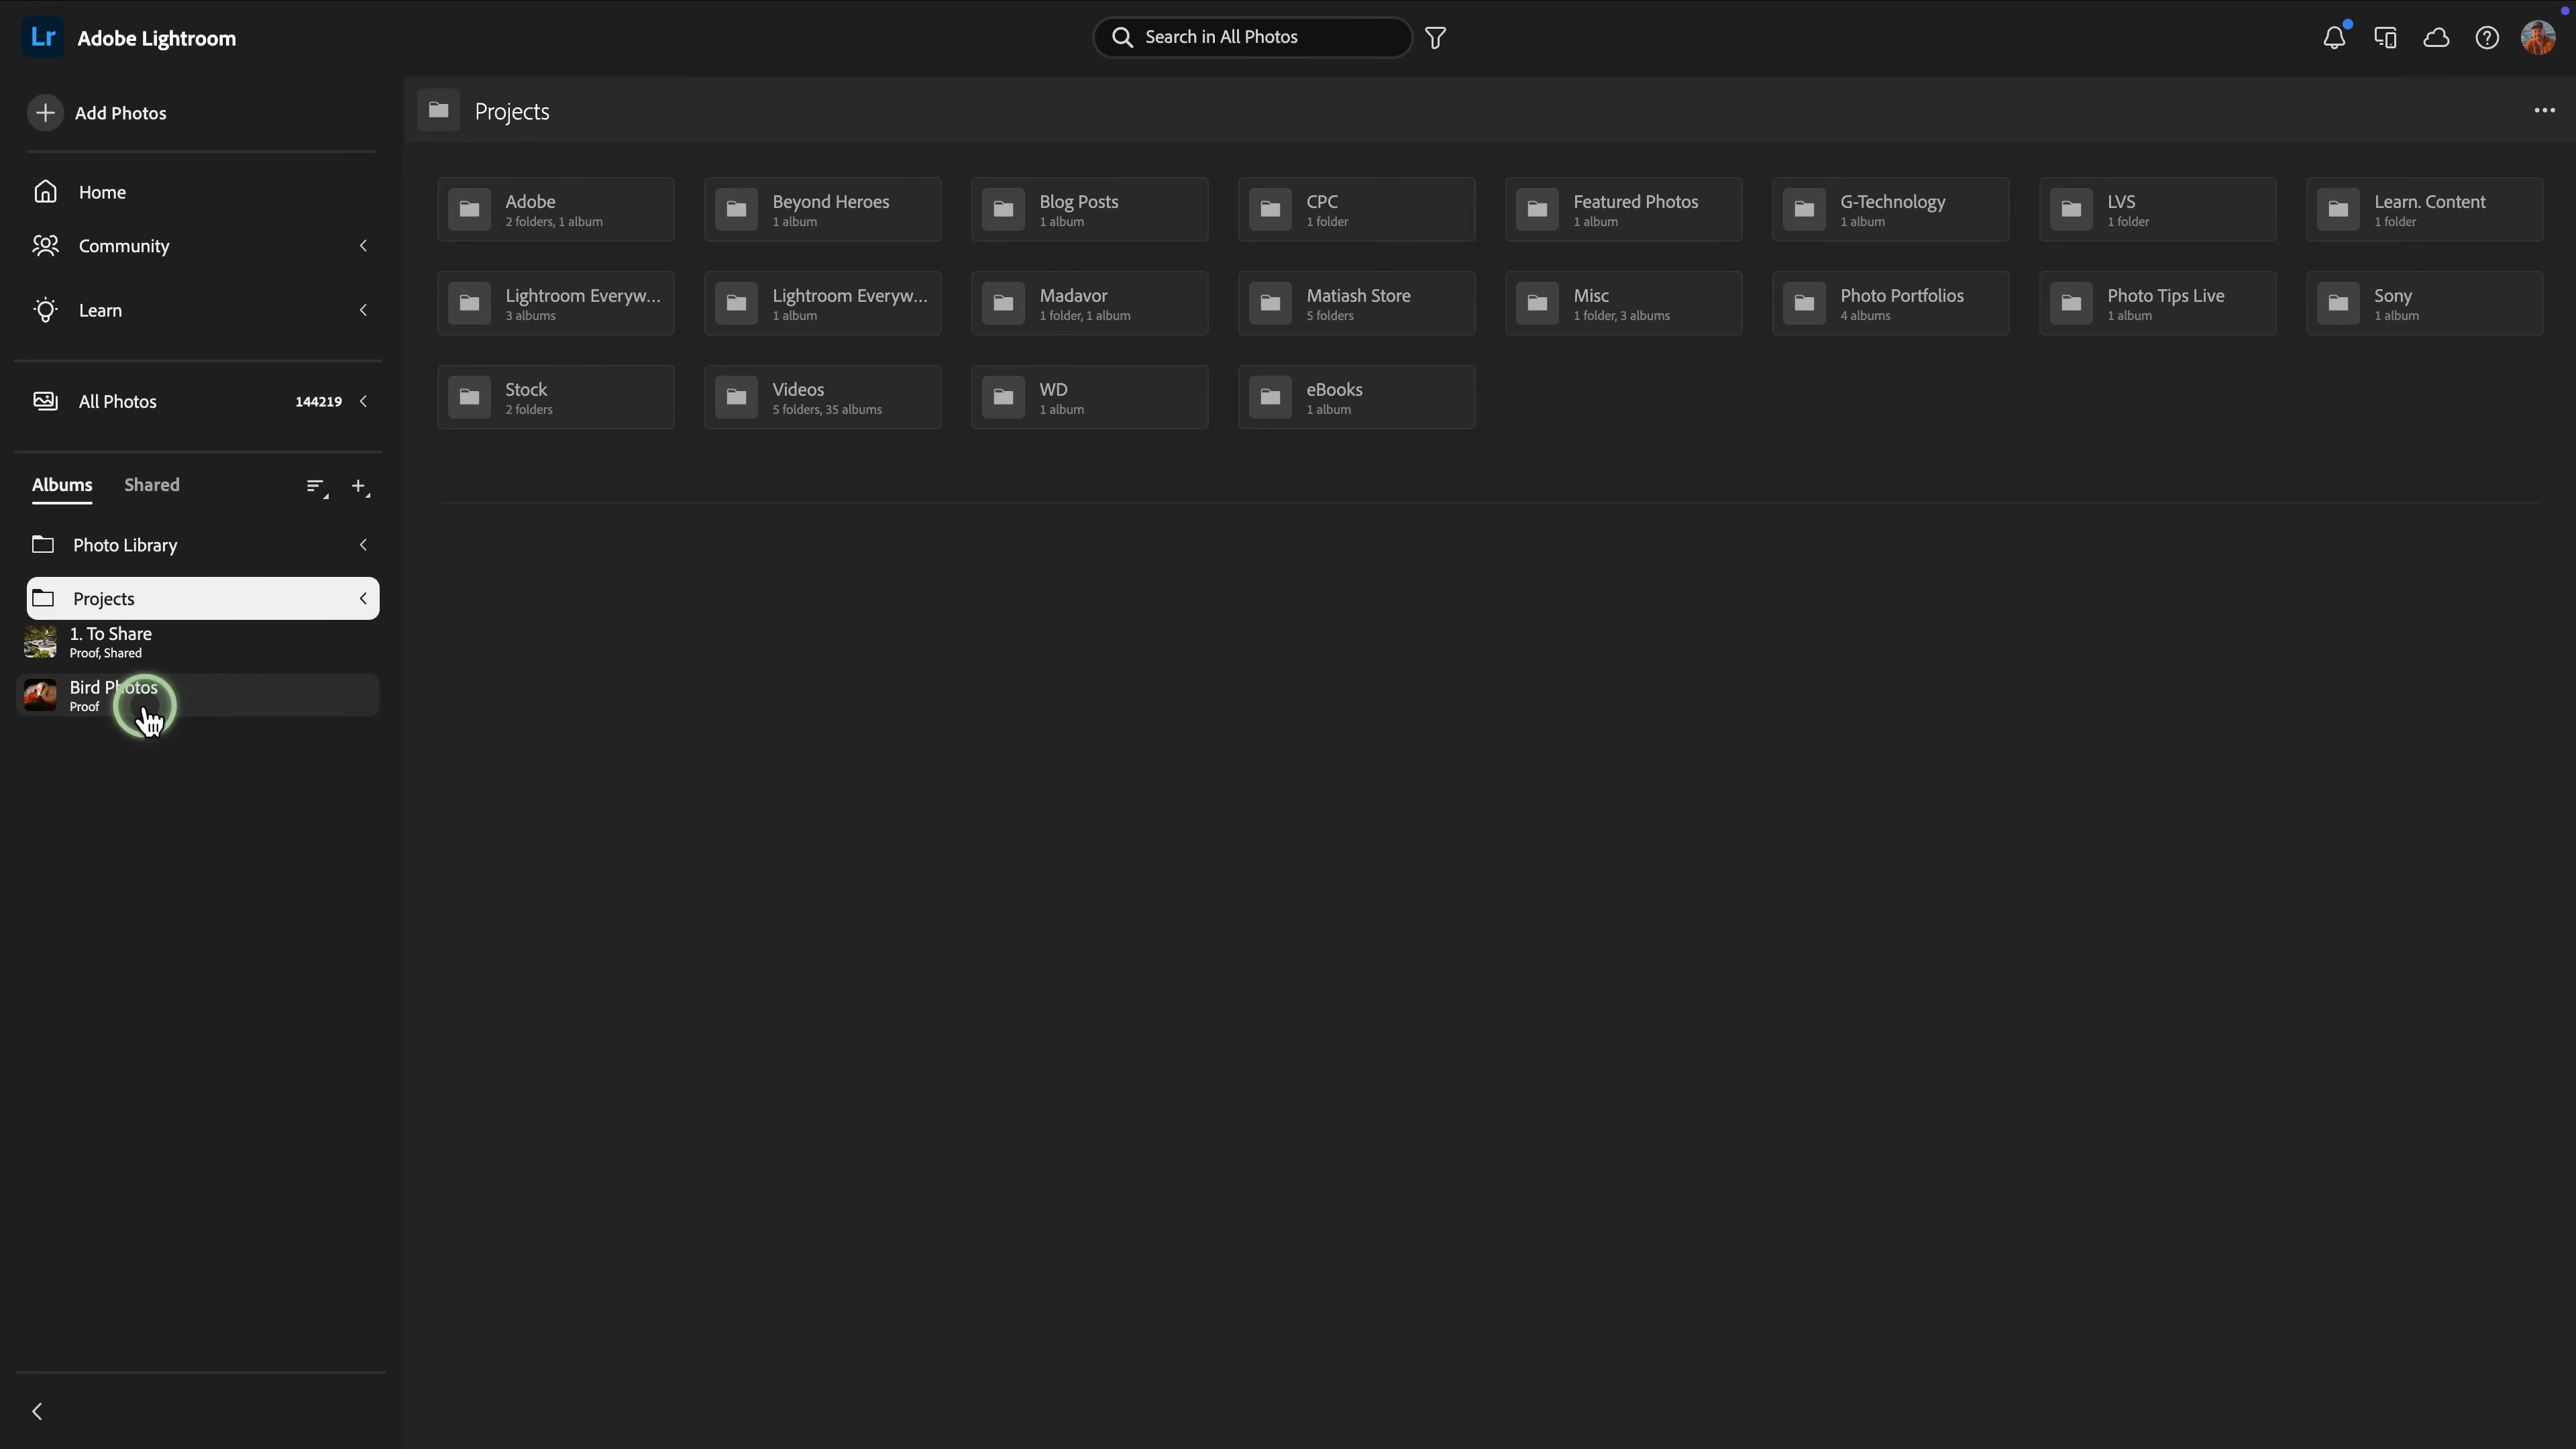 Lr Adobe Lightroom
Search in All Photos
Add Photos
Home
Community
Learn
All Photos 144219
Albums Shared
Photo Library
Projects
1. To Share
Proof, Shared
Bird Photos
Proof
Projects
Adobe
2 folders, 1 album
Beyond Heroes
1 album
Blog Posts
1 album
CPC
1 folder
Featured Photos
1 album
G-Technology
1 album
LVS
1 folder
Learn. Content
1 folder
Lightroom Everyw...
3 albums
Lightroom Everyw...
1 album
Madavor
1 folder, 1 album
Matiash Store
5 folders
Misc
1 folder, 3 albums
Photo Portfolios
4 albums
Photo Tips Live
1 album
Sony
1 album
Stock
2 folders
Videos
5 folders, 35 albums
WD
1 album
eBooks
1 album